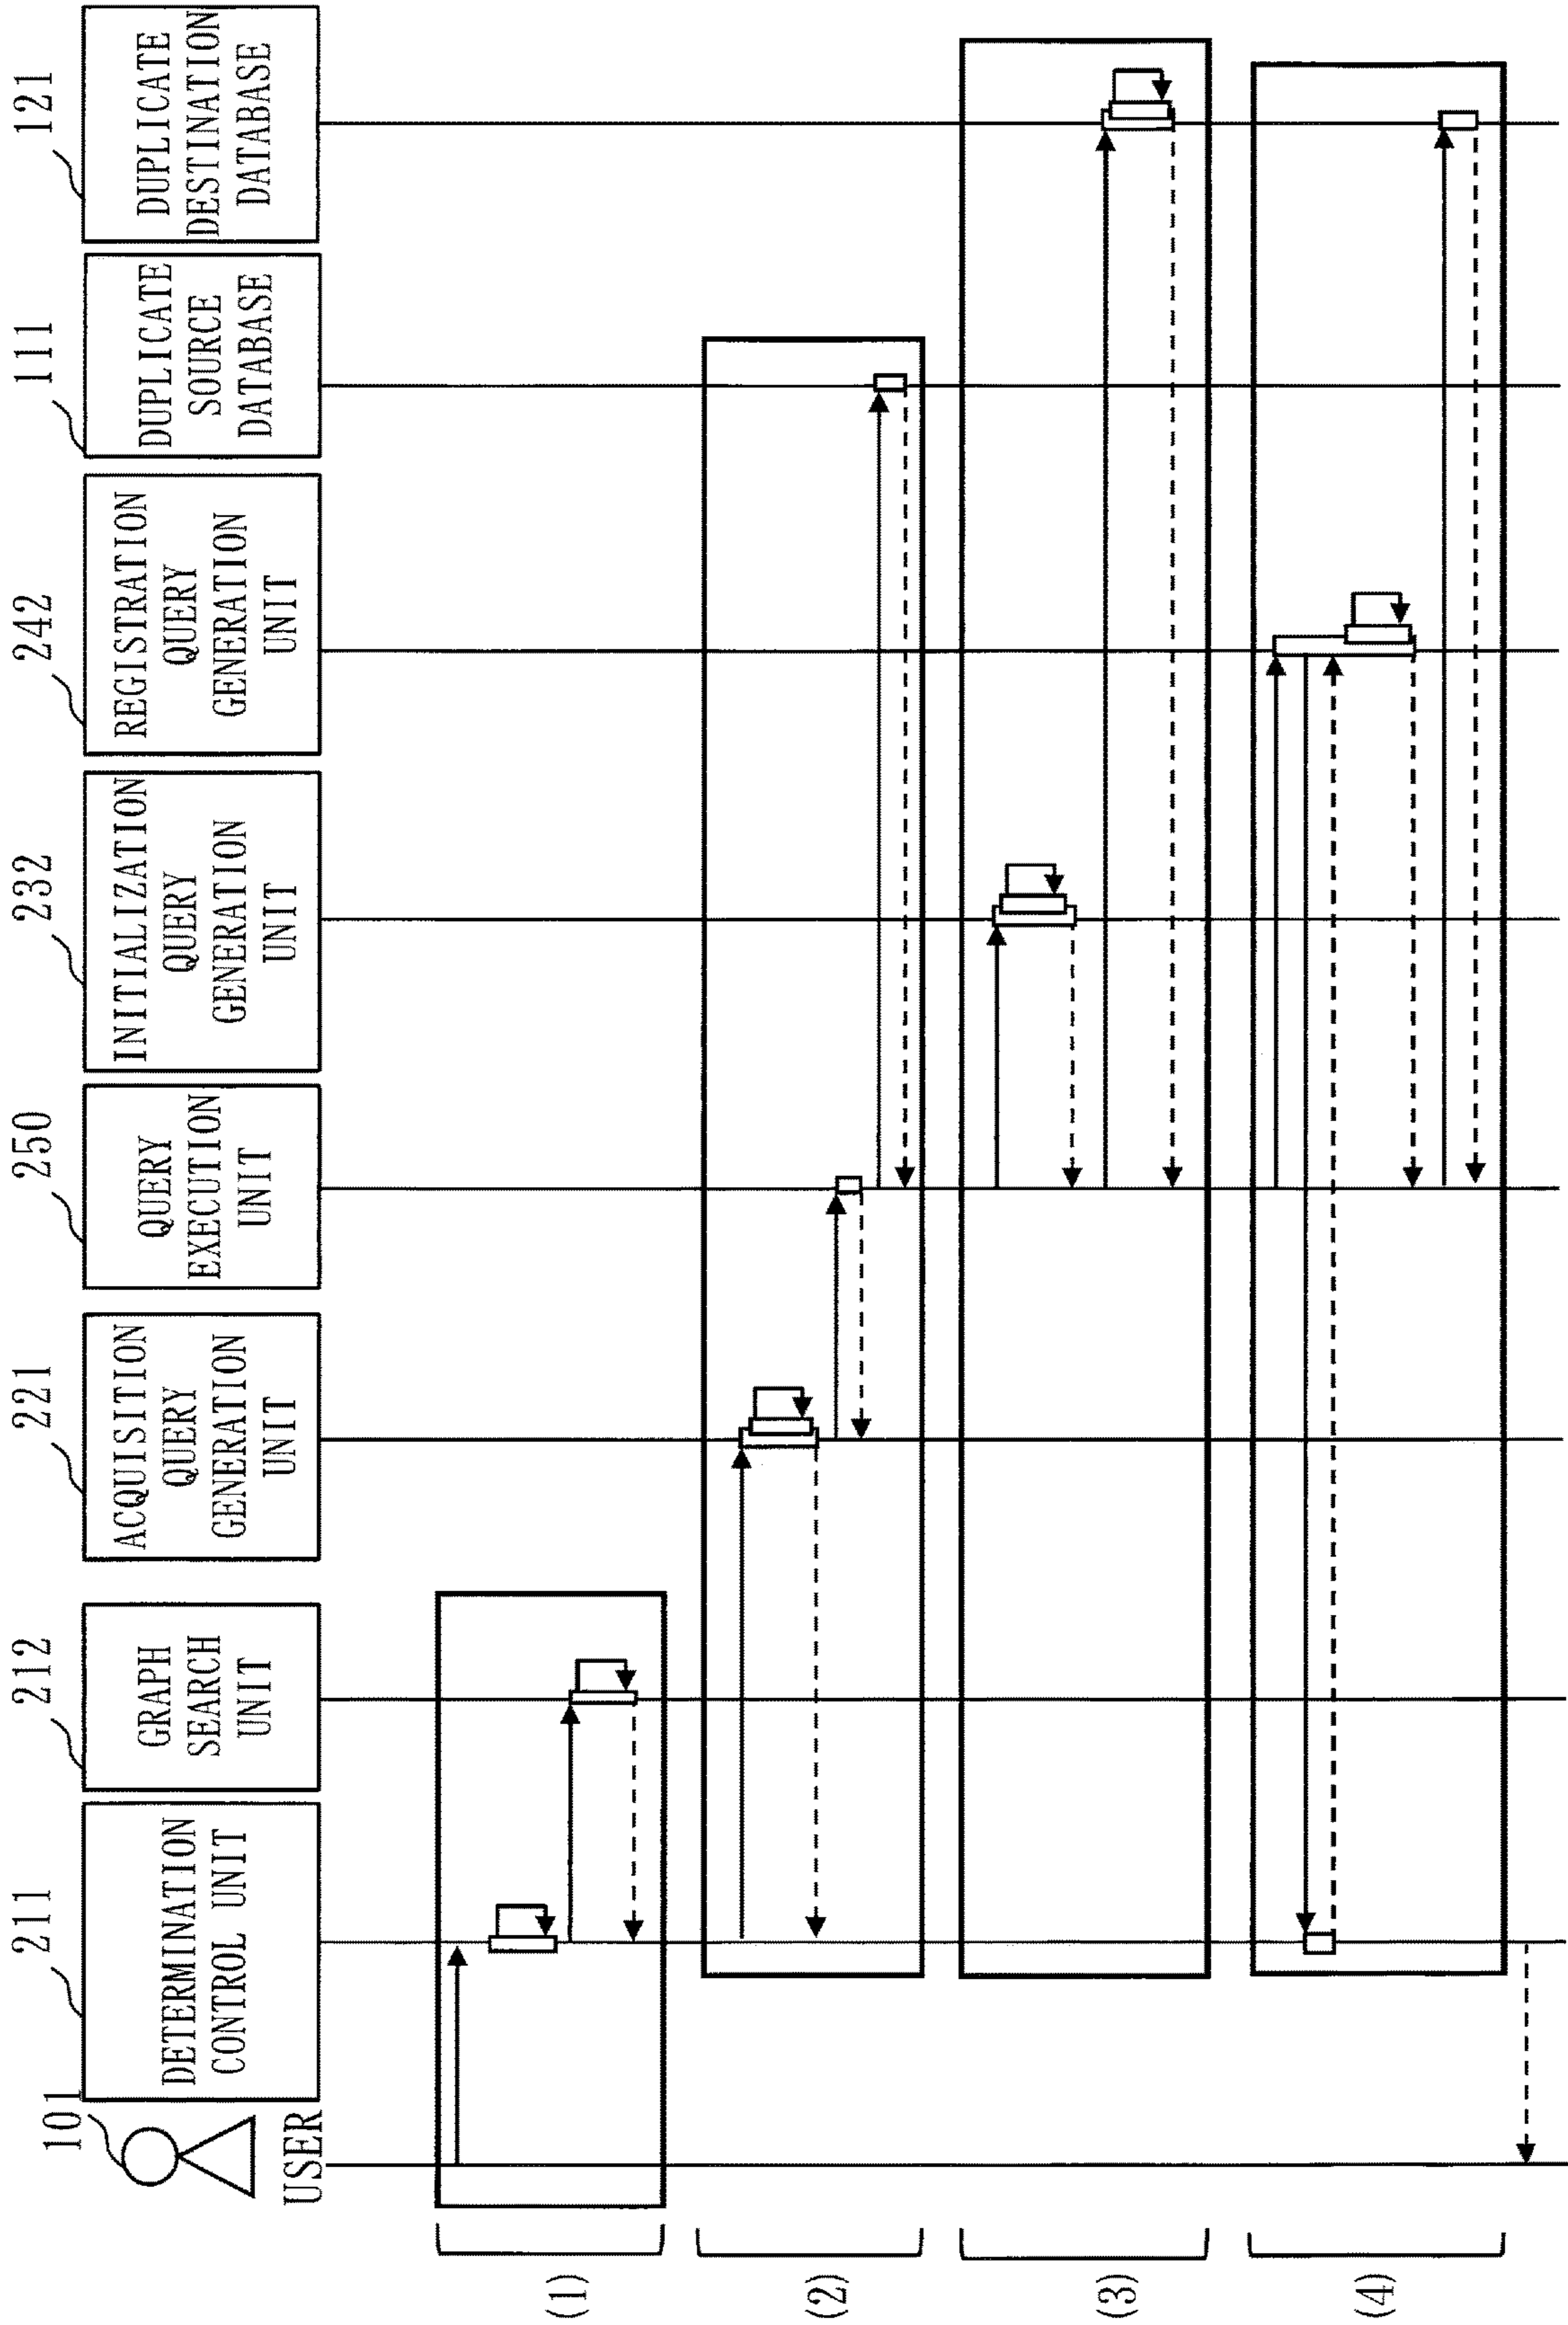 101
USER
211
DETERMINATION
CONTROL UNIT
212
GRAPH
SEARCH
UNIT
221
ACQUISITION
QUERY
GENERATION
UNIT
250
QUERY
EXECUTION
UNIT
232
INITIALIZATION
QUERY
GENERATION
UNIT
242
REGISTRATION
QUERY
GENERATION
UNIT
111
DUPLICATE
SOURCE
DATABASE
121
DUPLICATE
DESTINATION
DATABASE
(1)
(2)
(3)
(4)